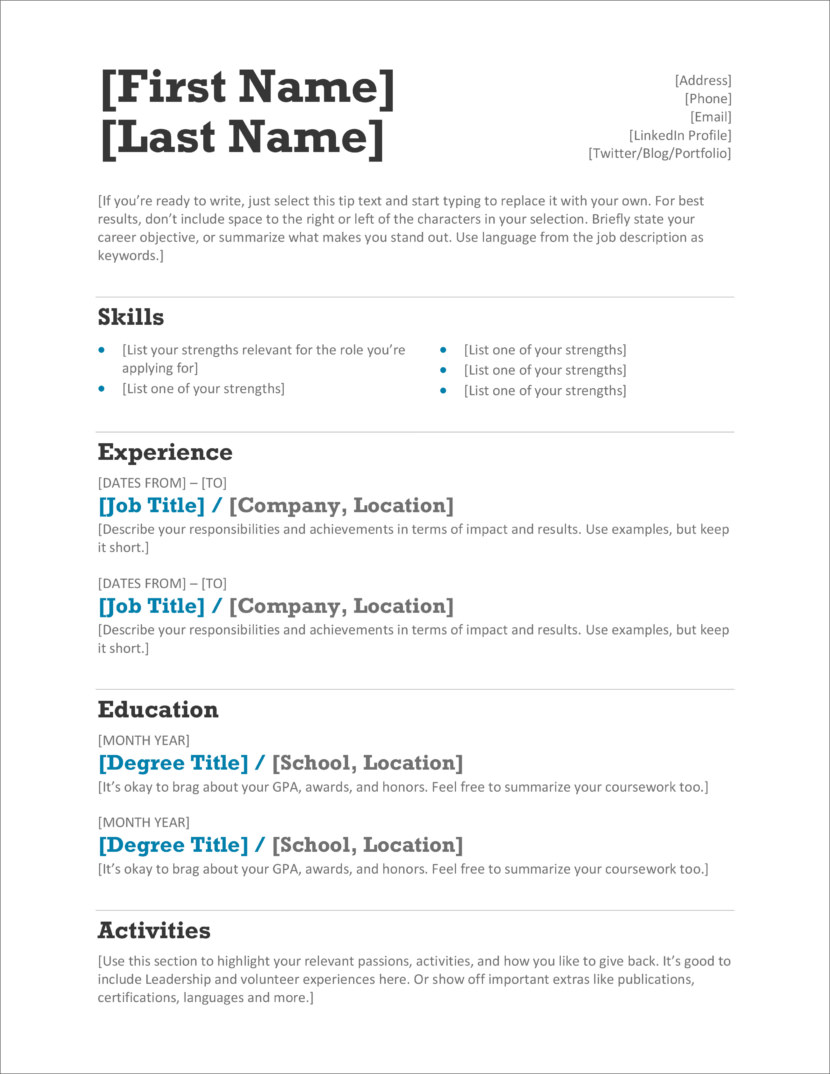 [First Name]
[Last Name]
[Address]
[Phone]
[Email]
[LinkedIn Profile]
[Twitter/Blog/Portfolio]
[If you’re ready to write, just select this tip text and start typing to replace it with your own. For best
results, don’t include space to the right or left of the characters in your selection. Briefly state your
career objective, or summarize what makes you stand out. Use language from the job description as
keywords.]
Skills
[List your strengths relevant for the role you’re
applying for]
[List one of your strengths]
[List one of your strengths]
[List one of your strengths]
[List one of your strengths]
Experience
[DATES FROM] – [TO]
[Job Title] / [Company, Location]
[Describe your responsibilities and achievements in terms of impact and results. Use examples, but keep
it short.]
[DATES FROM] – [TO]
[Job Title] / [Company, Location]
[Describe your responsibilities and achievements in terms of impact and results. Use examples, but keep
it short.]
Education
[MONTH YEAR]
[Degree Title] / [School, Location]
[It’s okay to brag about your GPA, awards, and honors. Feel free to summarize your coursework too.]
[MONTH YEAR]
[Degree Title] / [School, Location]
[It’s okay to brag about your GPA, awards, and honors. Feel free to summarize your coursework too.]
Activities
[Use this section to highlight your relevant passions, activities, and how you like to give back. It’s good to
include Leadership and volunteer experiences here. Or show off important extras like publications,
certifications, languages and more.]